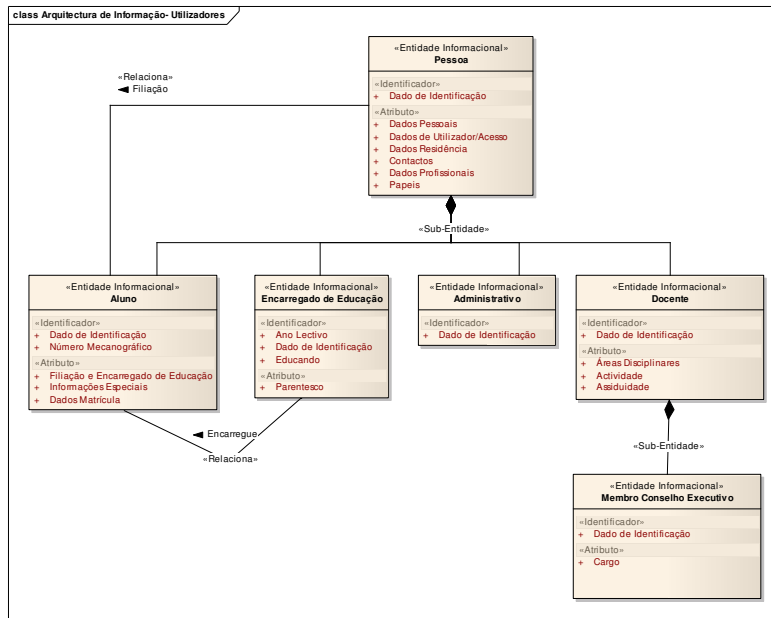 class Arquitectura de Informação- Utilizadores
«Entidade Informacional»
Pessoa
«Identificador»
+ Dado de Identificação
«Atributo»
+ Dados Pessoais
+ Dados de Utilizador/Acesso
+ Dados Residência
+ Contactos
+ Dados Profissionais
+ Papeis
«Relaciona»
Filiação
«Sub-Entidade»
«Entidade Informacional»
Aluno
«Identificador»
+ Dado de Identificação
+ Número Mecanográfico
«Atributo»
+ Filiação e Encarregado de Educação
+ Informações Especiais
+ Dados Matrícula
«Entidade Informacional»
Encarregado de Educação
«Identificador»
+ Ano Lectivo
+ Dado de Identificação
+ Educando
«Atributo»
+ Parentesco
«Entidade Informacional»
Administrativo
«Identificador»
+ Dado de Identificação
«Entidade Informacional»
Docente
«Identificador»
+ Dado de Identificação
«Atributo»
+ Áreas Disciplinares
+ Actividade
+ Assiduidade
Encarregue
«Relaciona»
«Sub-Entidade»
«Entidade Informacional»
Membro Conselho Executivo
«Identificador»
+ Dado de Identificação
«Atributo»
+ Cargo